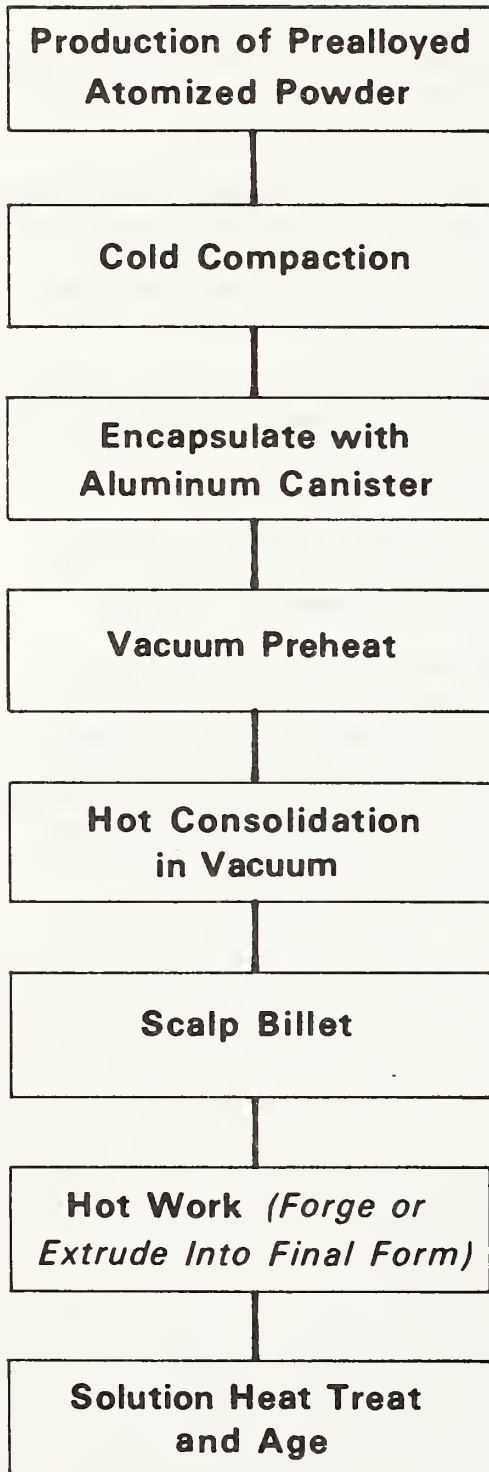 Production of Prealloyed
Atomized Powder
Cold Compaction
Encapsulate with
Aluminum Canister
Vacuum Preheat
Hot Consolidation
in Vacuum
Scalp Billet
Hot Work (Forge or
Extrude Into Final Form)
Solution Heat Treat
and Age